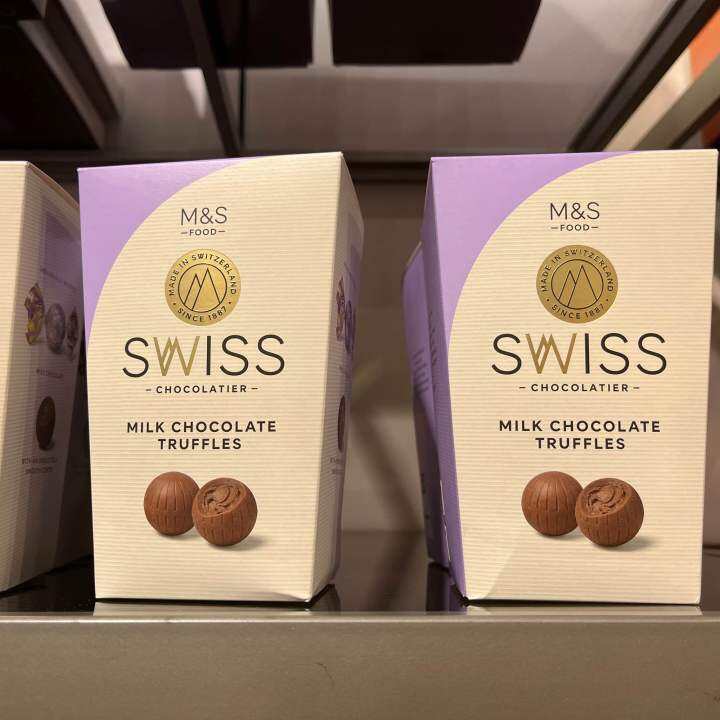 M&S
FOOD
MADE IN SWITZERLAND
SINCE 1887
SWISS
CHOCOLATIER
MILK CHOCOLATE
TRUFFLES
M&S
FOOD
MADE IN SWITZERLAND
SINCE 1887
SWISS
CHOCOLATIER
MILK CHOCOLATE
TRUFFLES